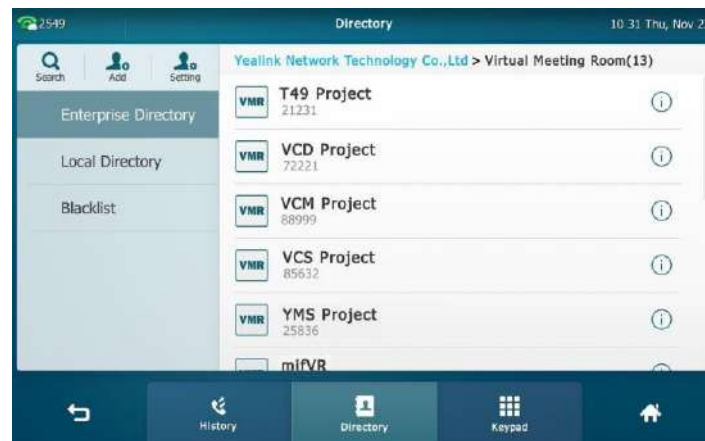 2549
Directory
10 31 Thu, Nov 2
Search
Add
Setting
Yealink Network Technology Co.,Ltd > Virtual Meeting Room(13)
Enterprise Directory
Local Directory
Blacklist
VMR
T49 Project
21231
VMR
VCD Project
72221
VMR
VCM Project
88999
VMR
VCS Project
85632
VMR
YMS Project
25836
mifVR
History
Directory
Keypad